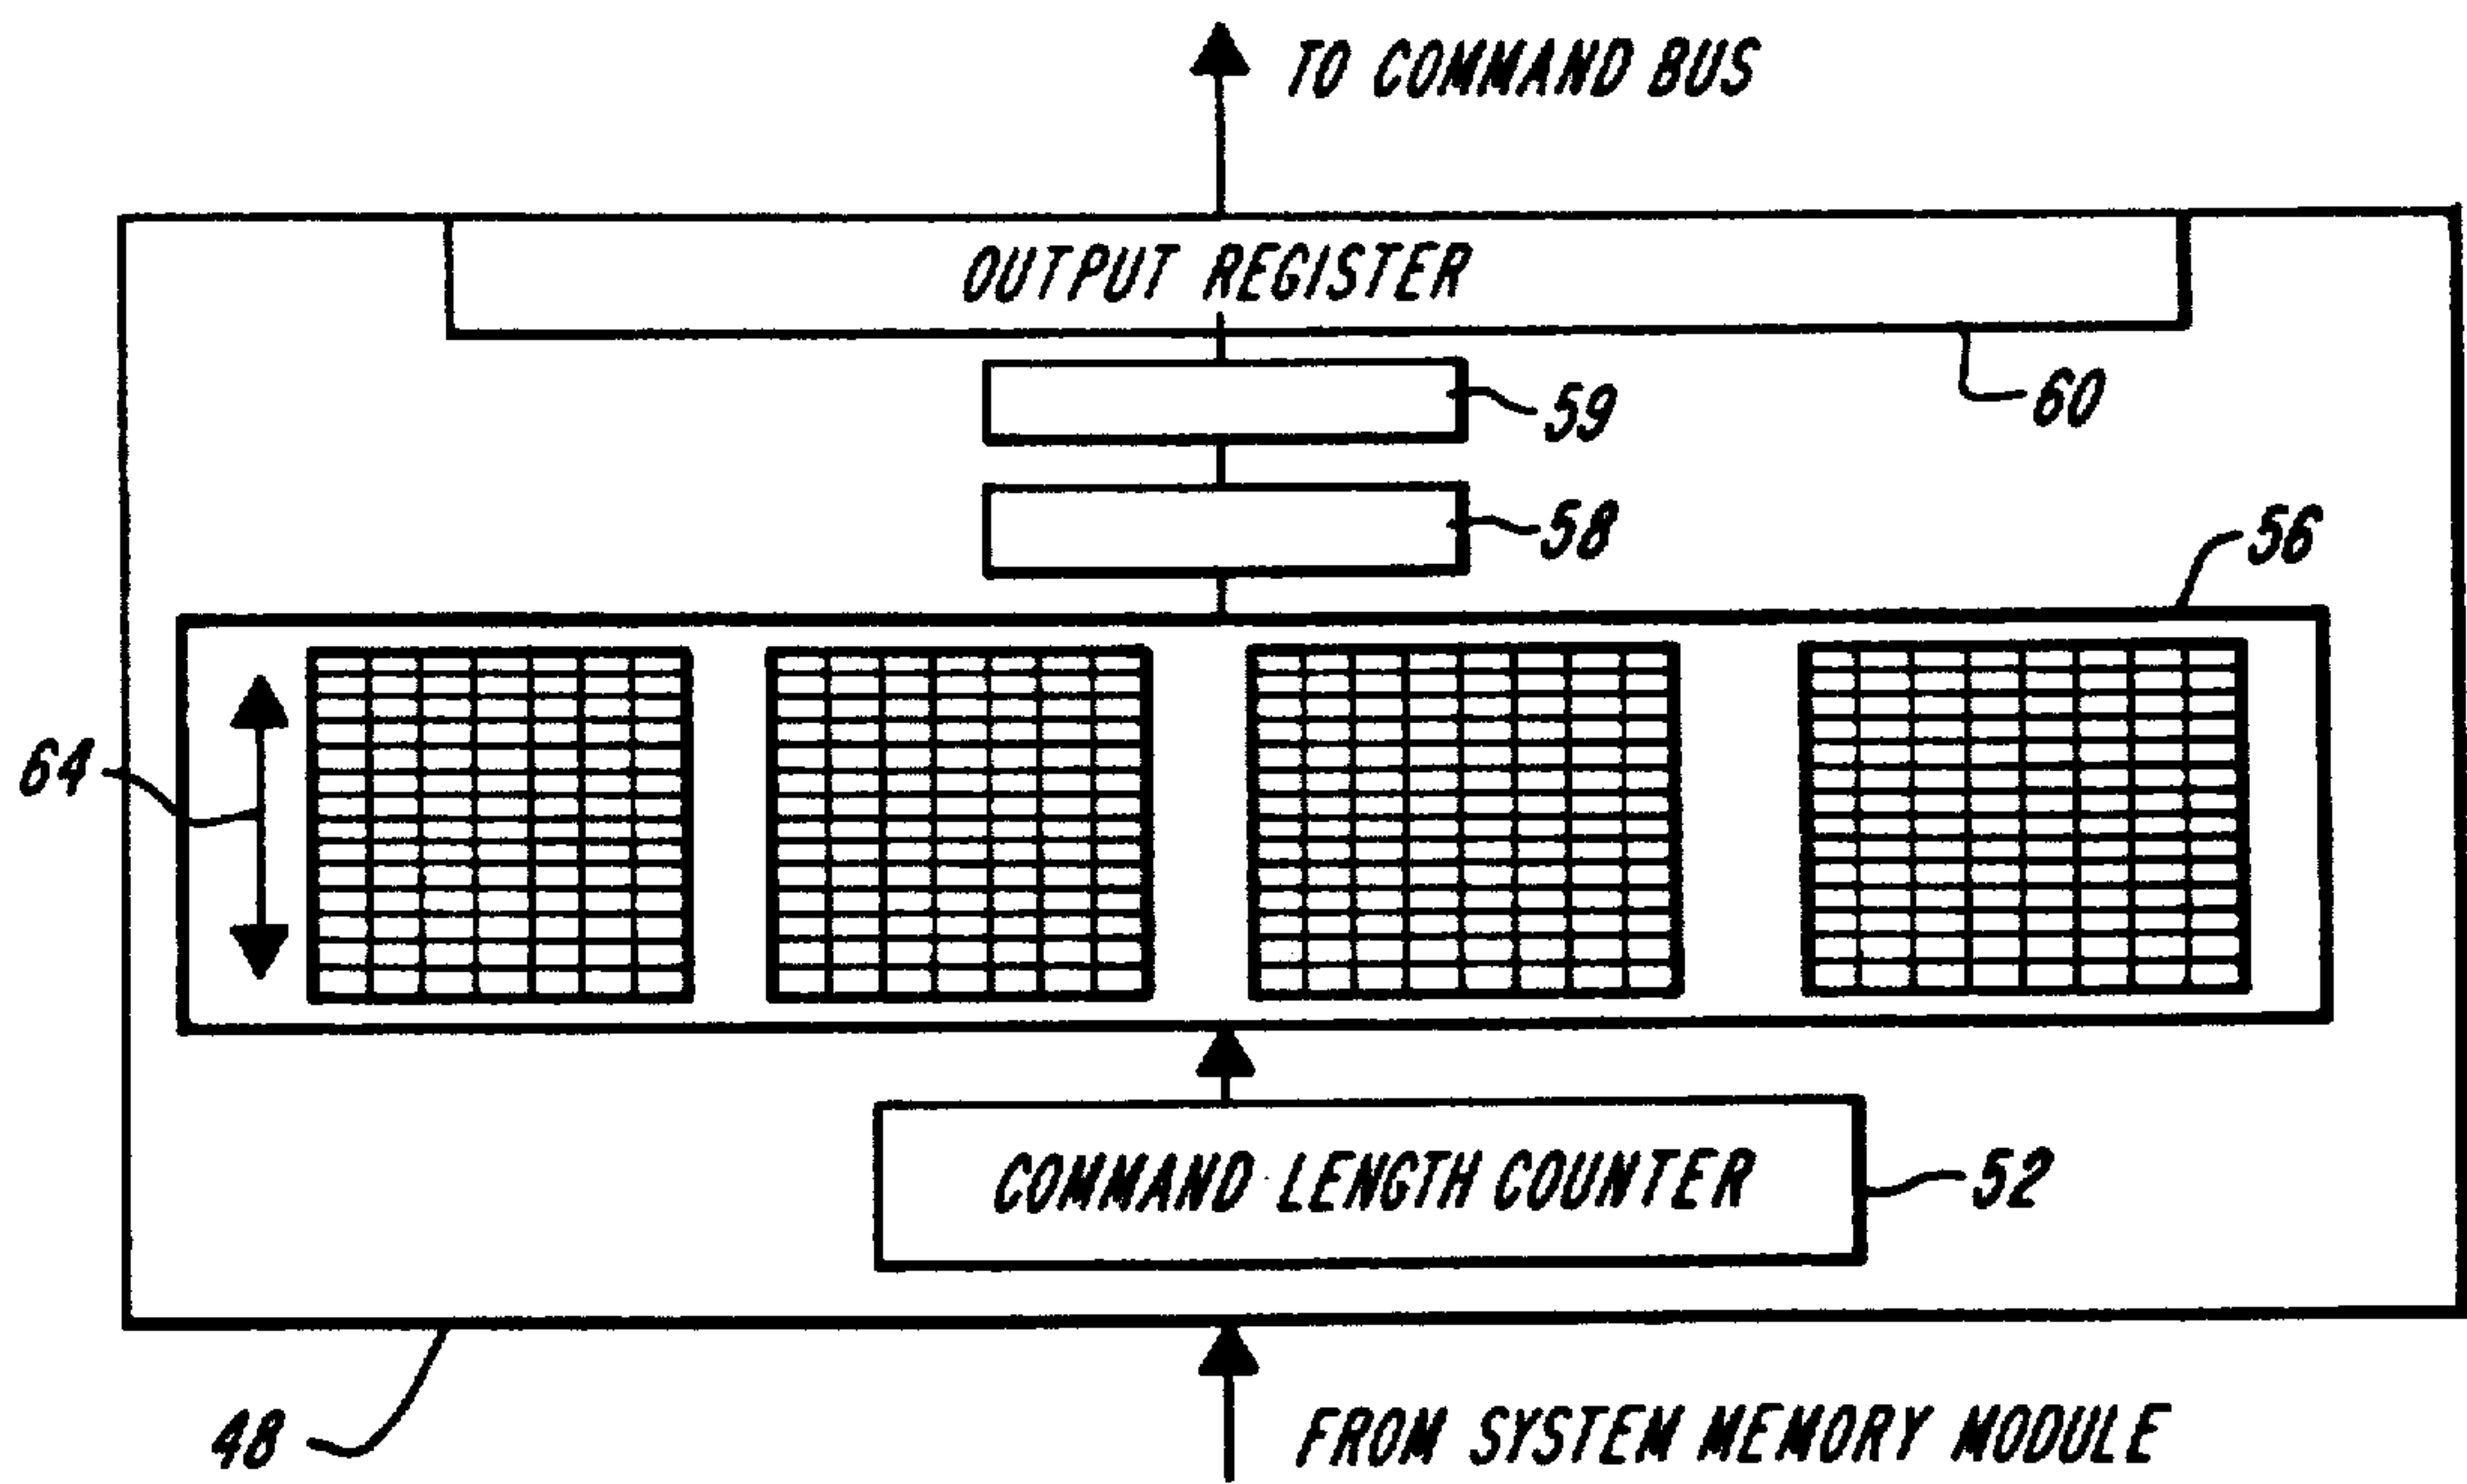 TO COMMAND BUS
OUTPUT REGISTER
59
60
58
56
64
COMMAND LENGTH COUNTER
52
48
FROM SYSTEM MEMORY MODULE